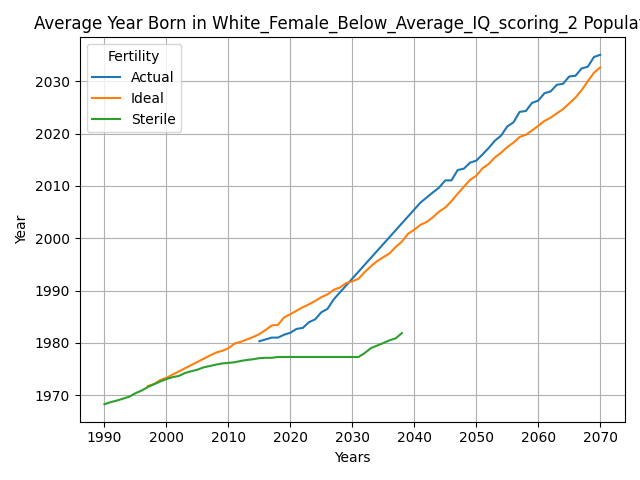 Average Year Born in White_Female_Below_Average_IQ_scoring_2 Populat
Fertility
Actual
Ideal
Sterile
Year
2030
2020
2010
2000
1990
1980
1970
1990 2000 2010 2020 2030 2040 2050 2060 2070
Years